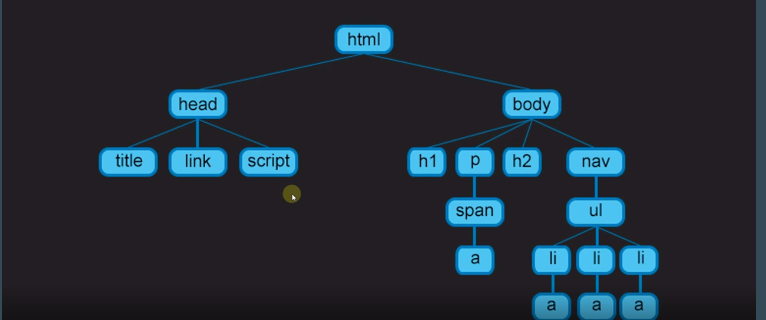 html
head body
title link script h1 p h2 nav
span ul
a li li li
a a a